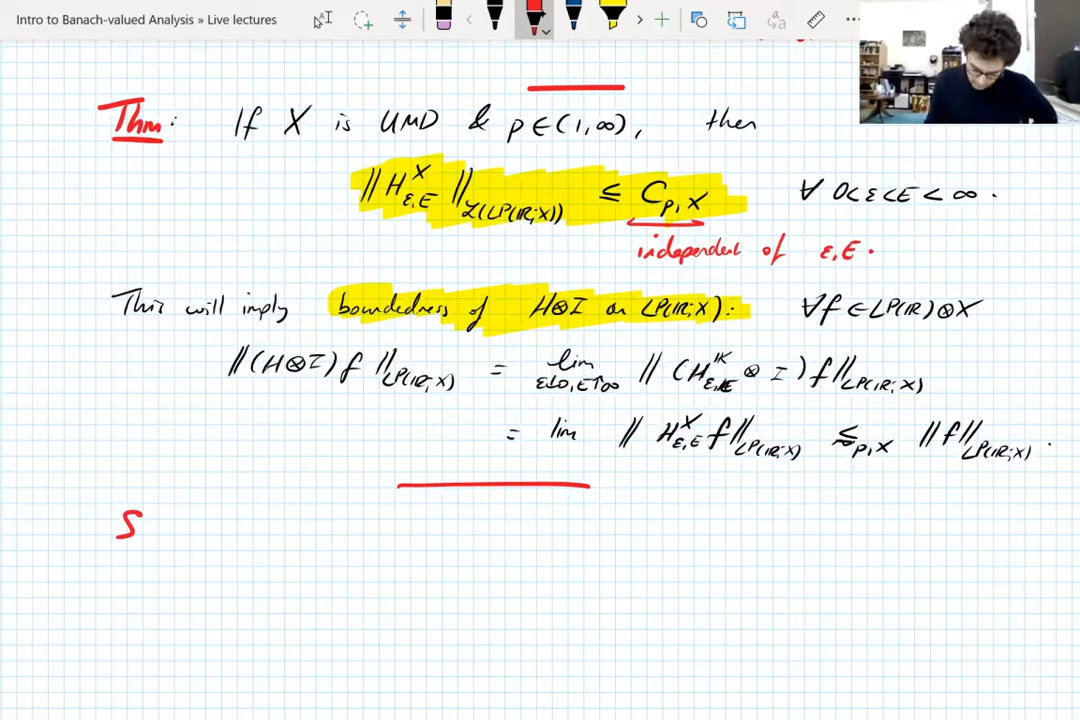 Intro to Banach-valued Analysis » Live lectures
Thm: If X is UMD & p∈(1,∞), then
‖H^X_{ε,E}‖_{ℒ(L^p(ℝ;X))} ≤ C_{p,X} ∀ 0<ε<E<∞.
independent of ε,E.
This will imply boundedness of H⊗I on L^p(ℝ;X): ∀f∈L^p(ℝ)⊗X
‖(H⊗I)f‖_{L^p(ℝ;X)} = lim_{ε↓0,E↑∞} ‖(H^𝕂_{ε,E}⊗I)f‖_{L^p(ℝ;X)}
= lim ‖H^X_{ε,E}f‖_{L^p(ℝ;X)} ≲_{p,X} ‖f‖_{L^p(ℝ;X)}.
S